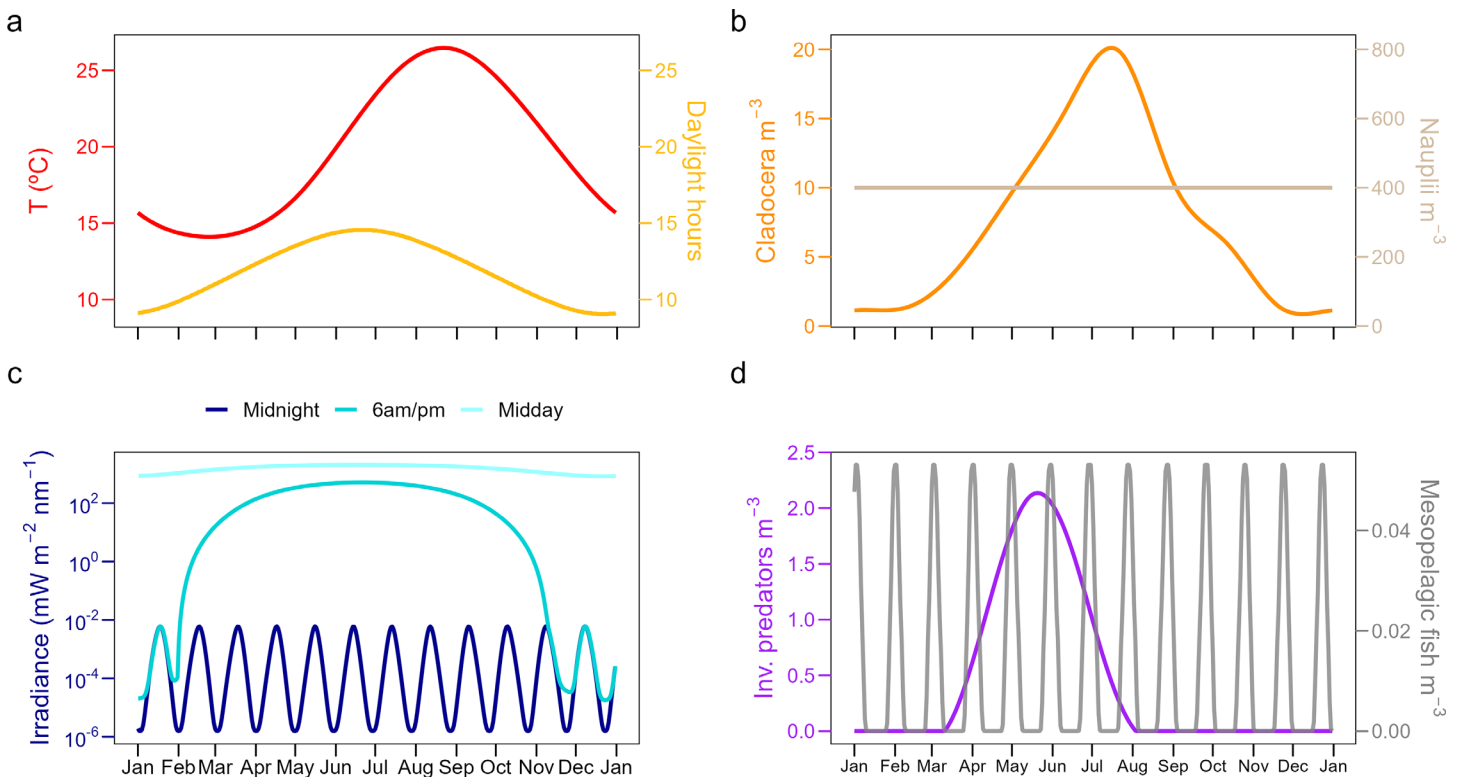 a
25
20
15
10
T (ºC)
25
20
15
10
Daylight hours
b
20
15
10
5
0
Cladocera m⁻³
800
600
400
200
0
Nauplii m⁻³
c
Midnight 6am/pm Midday
10²
10⁰
10⁻²
10⁻⁴
10⁻⁶
Irradiance (mW m⁻² nm⁻¹)
Jan Feb Mar Apr May Jun Jul Aug Sep Oct Nov Dec Jan
d
2.5
2.0
1.5
1.0
0.5
0.0
Inv. predators m⁻³
0.04
0.02
0.00
Mesopelagic fish m⁻³
Jan Feb Mar Apr May Jun Jul Aug Sep Oct Nov Dec Jan